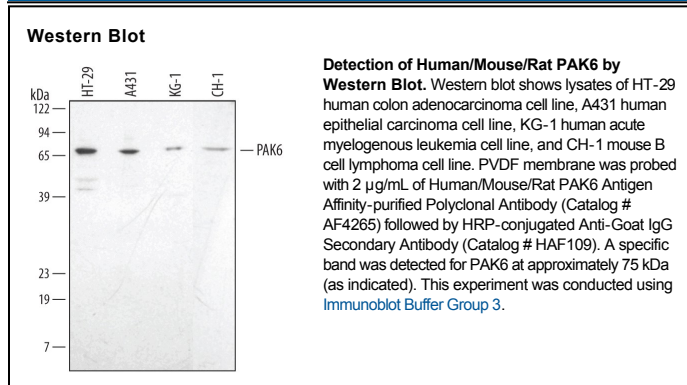 Western Blot
HT-29
A431
KG-1
CH-1
kDa
122
94
65
39
23
19
7
PAK6
Detection of Human/Mouse/Rat PAK6 by
Western Blot. Western blot shows lysates of HT-29
human colon adenocarcinoma cell line, A431 human
epithelial carcinoma cell line, KG-1 human acute
myelogenous leukemia cell line, and CH-1 mouse B
cell lymphoma cell line. PVDF membrane was probed
with 2 µg/mL of Human/Mouse/Rat PAK6 Antigen
Affinity-purified Polyclonal Antibody (Catalog #
AF4265) followed by HRP-conjugated Anti-Goat IgG
Secondary Antibody (Catalog # HAF109). A specific
band was detected for PAK6 at approximately 75 kDa
(as indicated). This experiment was conducted using
Immunoblot Buffer Group 3.